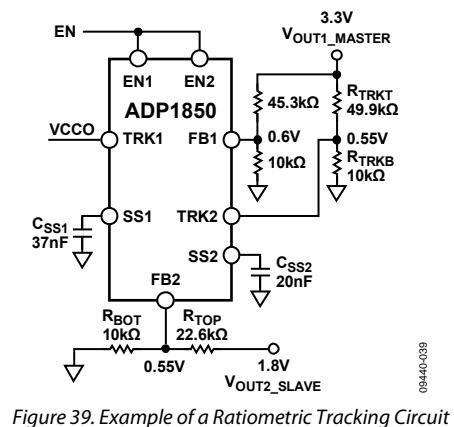 3.3V
VOUT1_MASTER
EN
EN1
EN2
ADP1850
45.3kΩ
RTRKT
49.9kΩ
VCCO
TRK1
FB1
0.6V
0.55V
10kΩ
RTRKB
10kΩ
CSS1
37nF
SS1
TRK2
SS2
CSS2
20nF
FB2
RBOT
10kΩ
RTOP
22.6kΩ
0.55V
1.8V
VOUT2_SLAVE
09440-039
Figure 39. Example of a Ratiometric Tracking Circuit